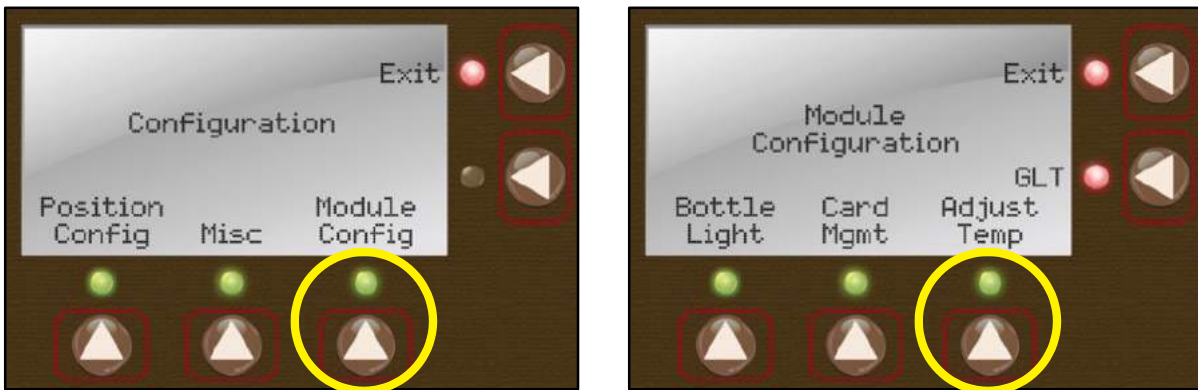 Exit
Configuration
Position
Config
Misc
Module
Config
Exit
Module
Configuration
GLT
Bottle
Light
Card
Mgmt
Adjust
Temp